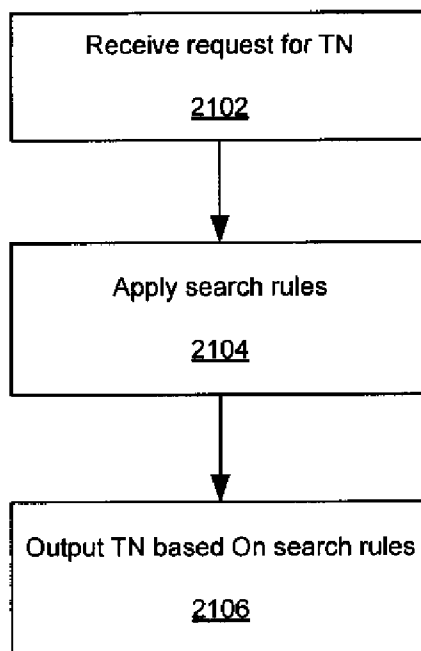 Receive request for TN
2102
Apply search rules
2104
Output TN based On search rules
2106